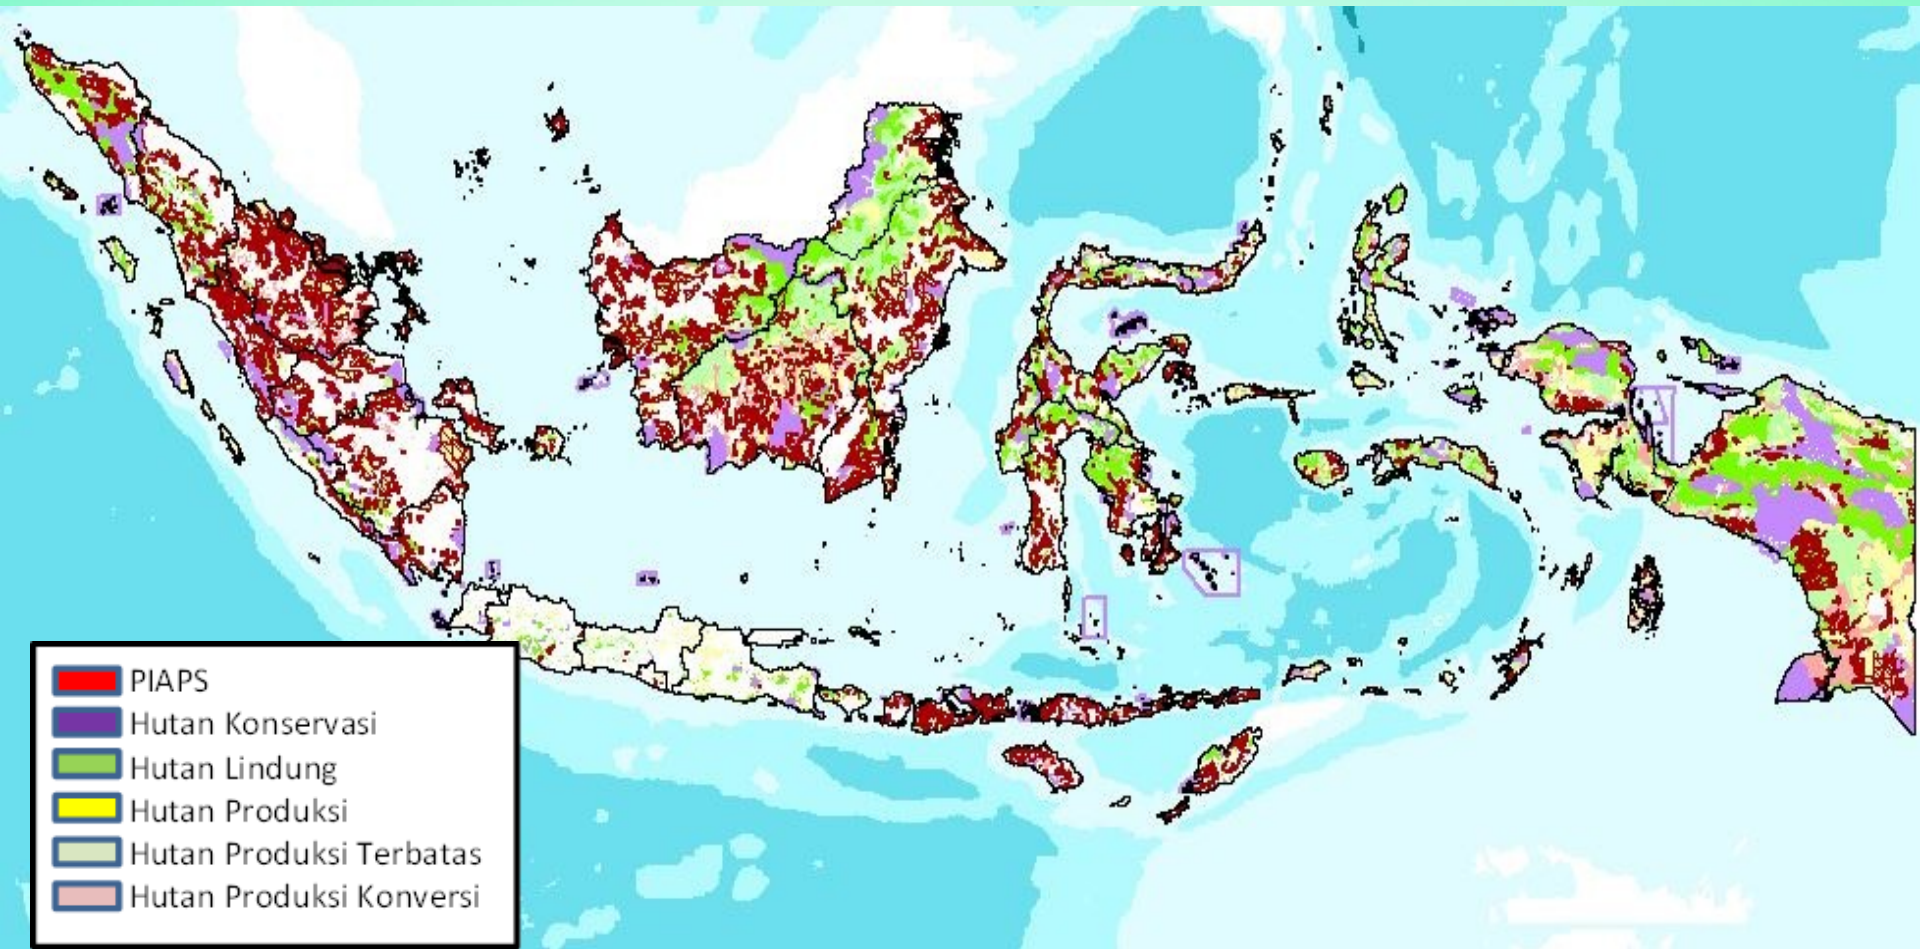 PIAPS
Hutan Konservasi
Hutan Lindung
Hutan Produksi
Hutan Produksi Terbatas
Hutan Produksi Konversi